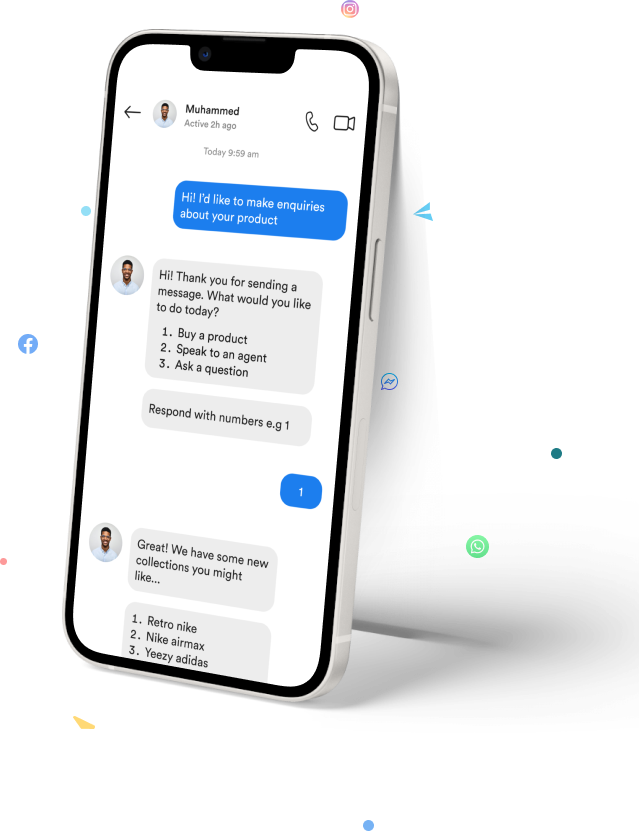 Muhammed
Active 2h ago
Today 9:59 am
Hi! I'd like to make enquiries
about your product
Hi! Thank you for sending a
message. What would you like
to do today?
1. Buy a product
2. Speak to an agent
3. Ask a question
Respond with numbers e.g 1
1
Great! We have some new
collections you might
like...
1. Retro nike
2. Nike airmax
3. Yeezy adidas